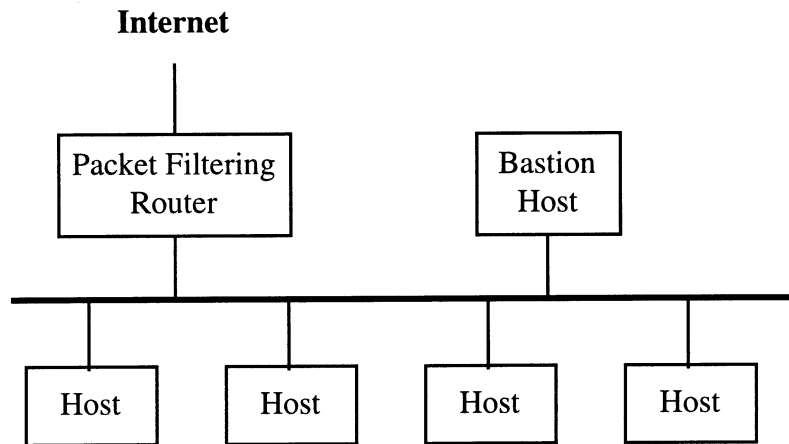 Internet
Packet Filtering
Router
Bastion
Host
Host
Host
Host
Host